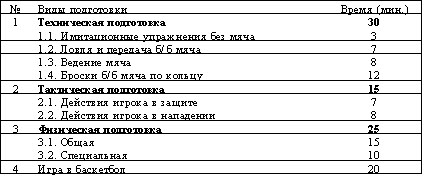 № Виды подготовки Время (мин.)
1 Техническая подготовка 30
1.1. Имитационные упражнения без мяча 3
1.2. Ловля и передача б/б мяча 7
1.3. Ведение мяча 8
1.4. Броски б/б мяча по кольцу 12
2 Тактическая подготовка 15
2.1. Действия игрока в защите 7
2.2. Действия игрока в нападении 8
3 Физическая подготовка 25
3.1. Общая 15
3.2. Специальная 10
4 Игра в баскетбол 20